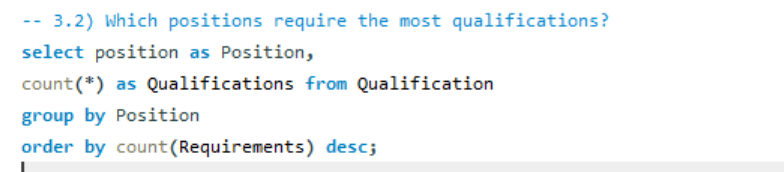 -- 3.2) Which positions require the most qualifications?
select position as Position,
count(*) as Qualifications from Qualification
group by Position
order by count(Requirements) desc;